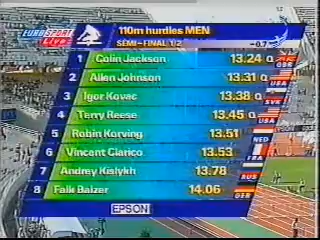 EUROSPORT
Live
110m hurdles MEN
SEMI-FINAL 1/2
-0.7
1 Colin Jackson 13.24 Q GBR
2 Allen Johnson 13.31 Q USA
3 Igor Kovac 13.38 Q SVK
4 Terry Reese 13.45 Q USA
5 Robin Korving 13.51 NED
6 Vincent Clarico 13.53 FRA
7 Andrey Kislykh 13.78 RUS
8 Falk Balzer 14.06 GER
EPSON